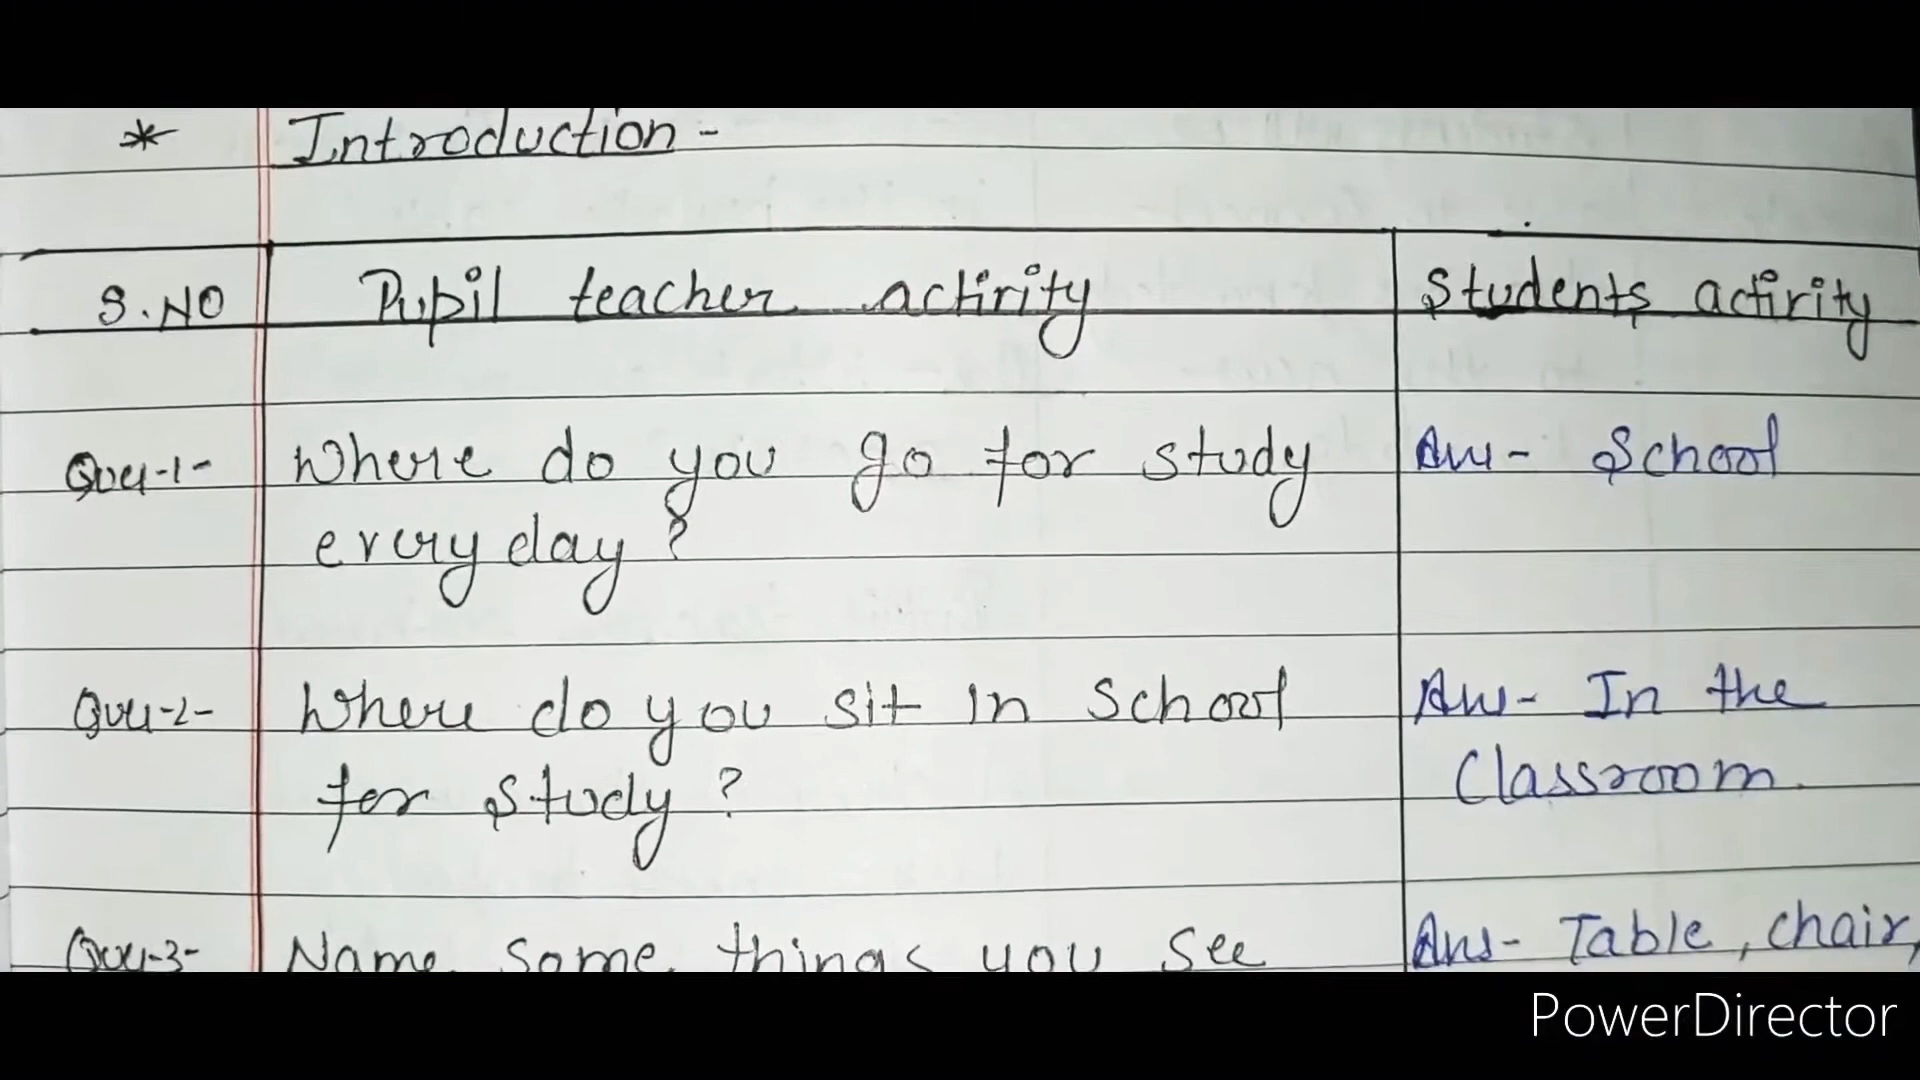 * Introduction -
S.NO Pupil teacher activity Students activity
Que-1- Where do you go for study Ans- School
everyday?
Que-2- Where do you sit in School Ans- In the
for study? Classroom.
Que-3- Name some things you see Ans- Table, chair,
PowerDirector